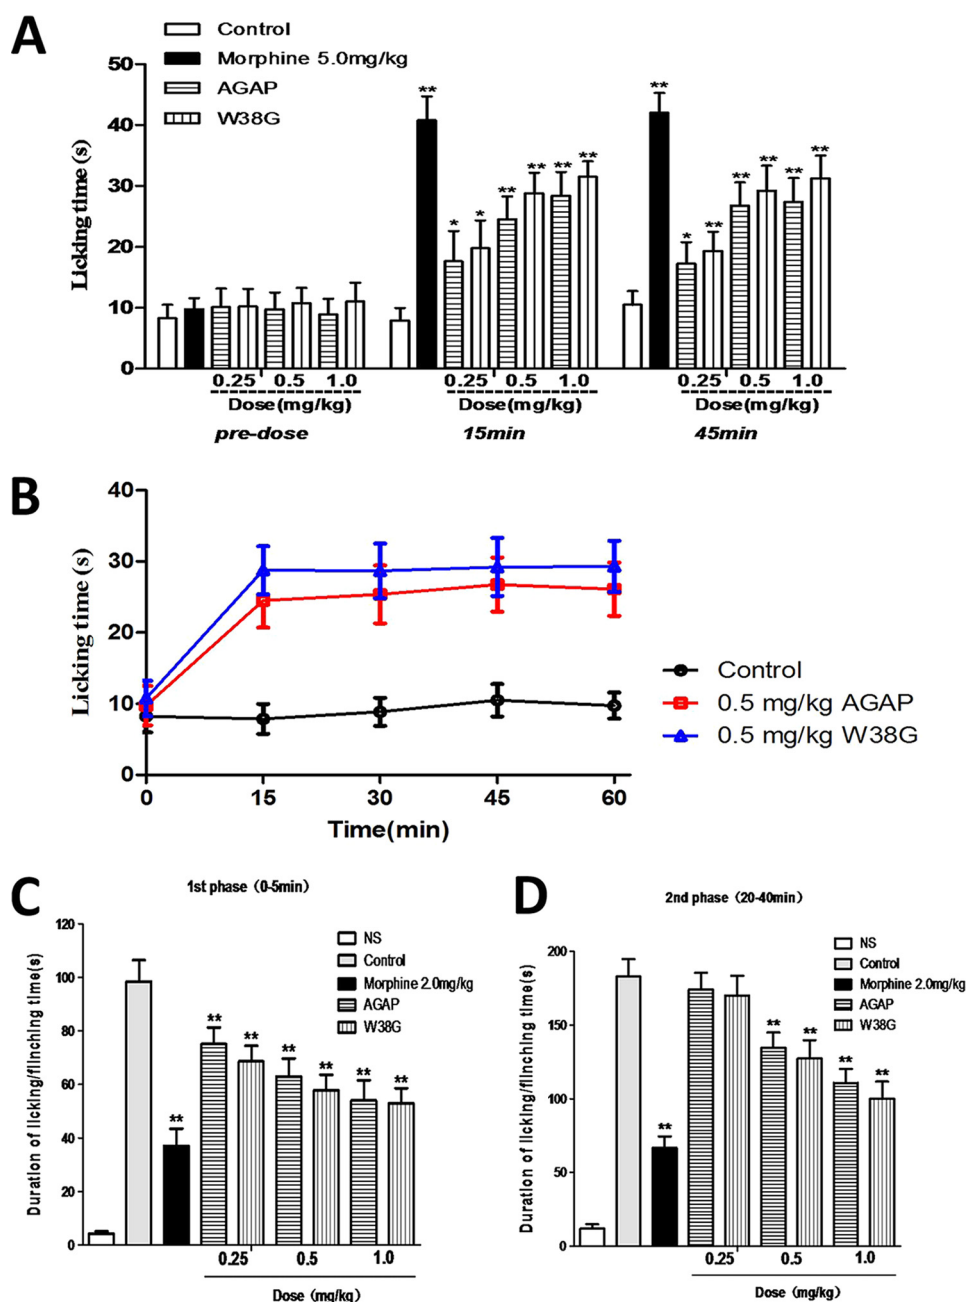 A
Control
Morphine 5.0mg/kg
AGAP
W38G
Licking time (s)
50
40
30
20
10
0
** **
* * ** ** ** **
* ** ** ** ** **
0.25 0.5 1.0 0.25 0.5 1.0 0.25 0.5 1.0
Dose(mg/kg) Dose(mg/kg) Dose(mg/kg)
pre-dose 15min 45min
B
Licking time (s)
40
30
20
10
0
0 15 30 45 60
Time(min)
Control
0.5 mg/kg AGAP
0.5 mg/kg W38G
C
1st phase (0-5min)
NS
Control
Morphine 2.0mg/kg
AGAP
W38G
Duration of licking/flinching time(s)
120
100
80
60
40
20
0
** ** ** ** ** ** **
0.25 0.5 1.0
Dose (mg/kg)
D
2nd phase (20-40min)
NS
Control
Morphine 2.0mg/kg
AGAP
W38G
Duration of licking/flinching time(s)
200
150
100
50
0
** ** ** ** **
0.25 0.5 1.0
Dose (mg/kg)